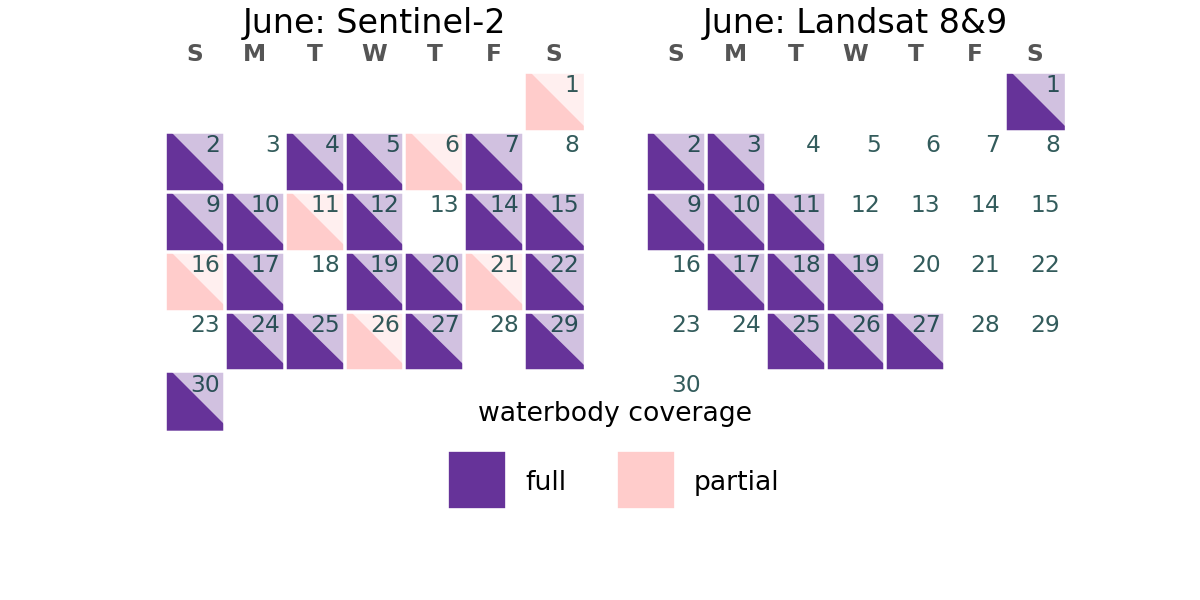 June: Sentinel-2
S M T W T F S
1
2 3 4 5 6 7 8
9 10 11 12 13 14 15
16 17 18 19 20 21 22
23 24 25 26 27 28 29
30
June: Landsat 8&9
S M T W T F S
1
2 3 4 5 6 7 8
9 10 11 12 13 14 15
16 17 18 19 20 21 22
23 24 25 26 27 28 29
30
waterbody coverage
full
partial